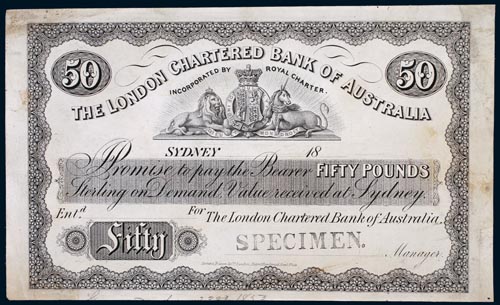 50 50
THE LONDON CHARTERED BANK OF AUSTRALIA
INCORPORATED BY ROYAL CHARTER.
SYDNEY 18
Promise to pay the Bearer FIFTY POUNDS
Sterling on Demand, Value received at Sydney.
Entd For The London Chartered Bank of Australia,
Fifty
SPECIMEN.
Manager.